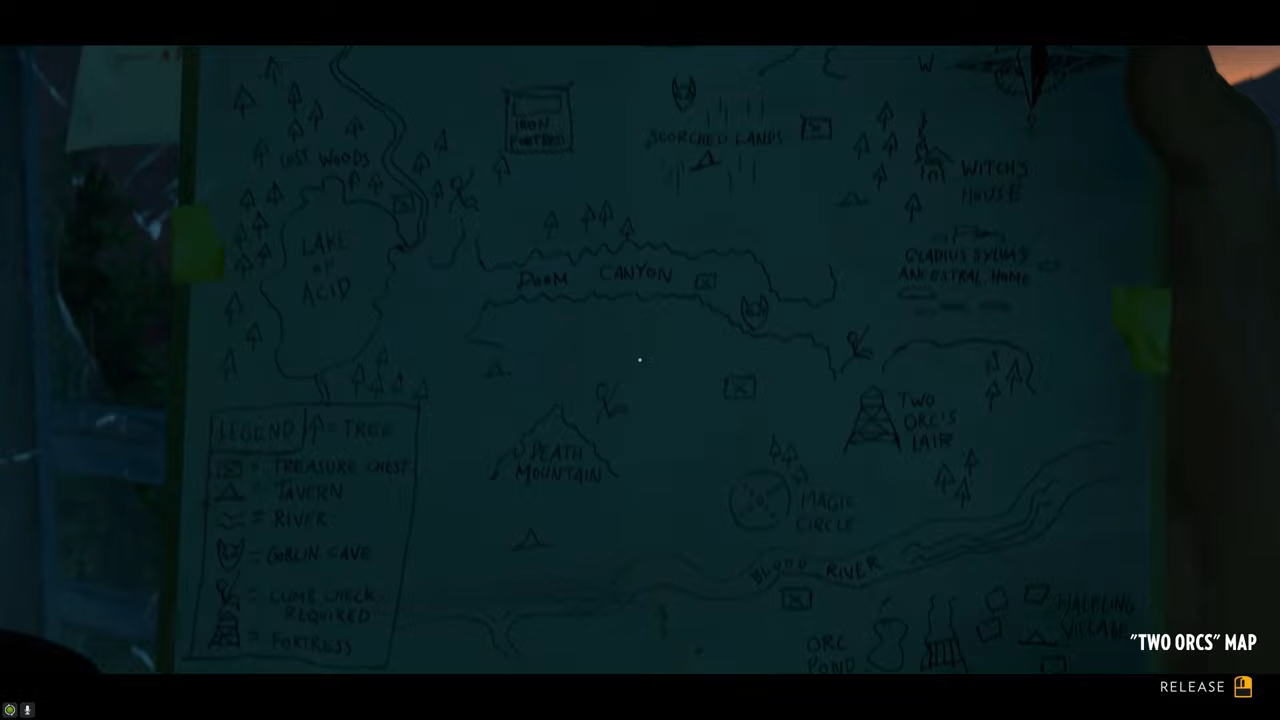 W
IRON
FORTRESS
SCORCHED LANDS
LOST WOODS
WITCH'S
HOUSE
LAKE
OF
ACID
GLADIUS SYLVUS
ANCESTRAL HOME
DOOM CANYON
TWO
ORC'S
LAIR
LEGEND
= TREE
= TREASURE CHEST
= TAVERN
= RIVER
= GOBLIN CAVE
= CLIMB CHECK
REQUIRED
= FORTRESS
DEATH
MOUNTAIN
MAGIC
CIRCLE
BLOOD RIVER
HALFLING
VILLAGE
ORC
POND
"TWO ORCS" MAP
RELEASE